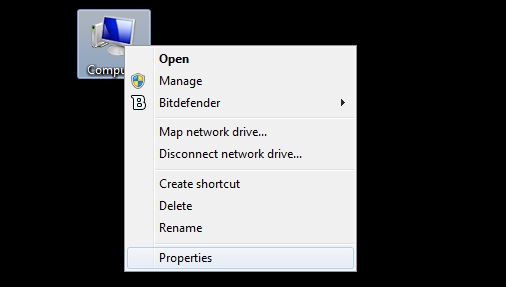 Compu
Open
Manage
Bitdefender
Map network drive...
Disconnect network drive...
Create shortcut
Delete
Rename
Properties